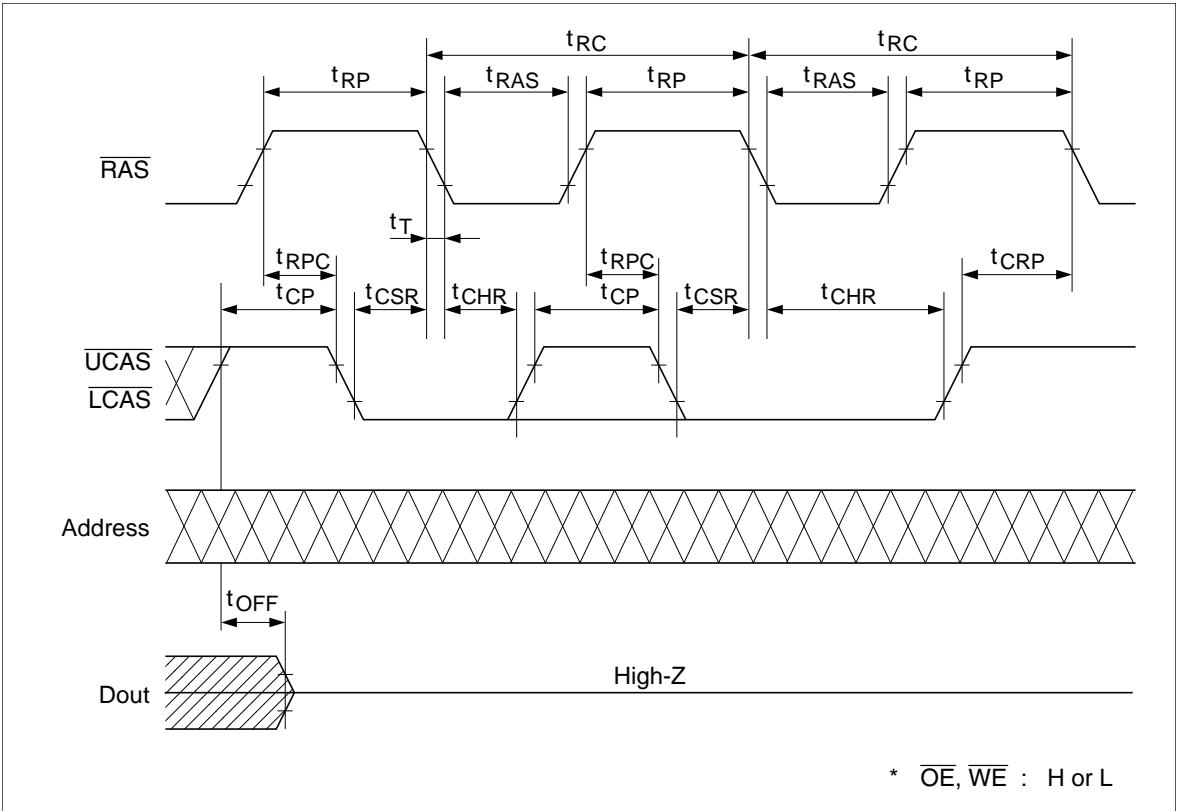 tRC tRC
tRP tRAS tRP tRAS tRP
RAS
tT
tRPC tRPC tCRP
tCP tCSR tCHR tCP tCSR tCHR
UCAS
LCAS
Address
tOFF
High-Z
Dout
* OE, WE : H or L